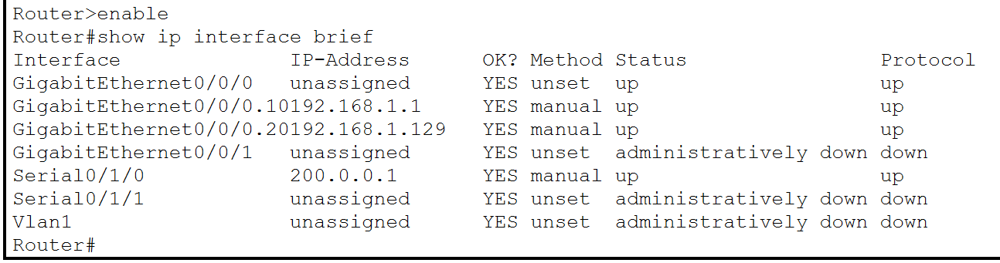 Router>enable
Router#show ip interface brief
Interface              IP-Address      OK? Method Status                Protocol
GigabitEthernet0/0/0   unassigned      YES unset  up                    up
GigabitEthernet0/0/0.10192.168.1.1     YES manual up                    up
GigabitEthernet0/0/0.20192.168.1.129   YES manual up                    up
GigabitEthernet0/0/1   unassigned      YES unset  administratively down down
Serial0/1/0            200.0.0.1       YES manual up                    up
Serial0/1/1            unassigned      YES unset  administratively down down
Vlan1                  unassigned      YES unset  administratively down down
Router#